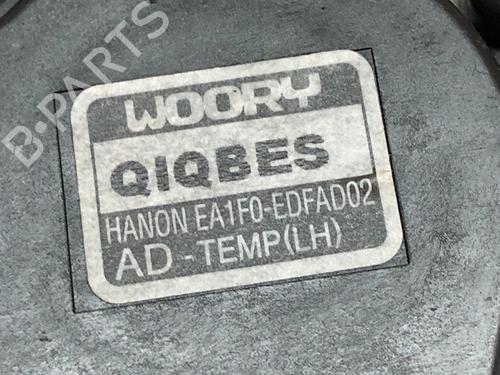 B-PARTS
WOORY
QIQBES
HANON EA1F0-EDFAD02
AD - TEMP(LH)